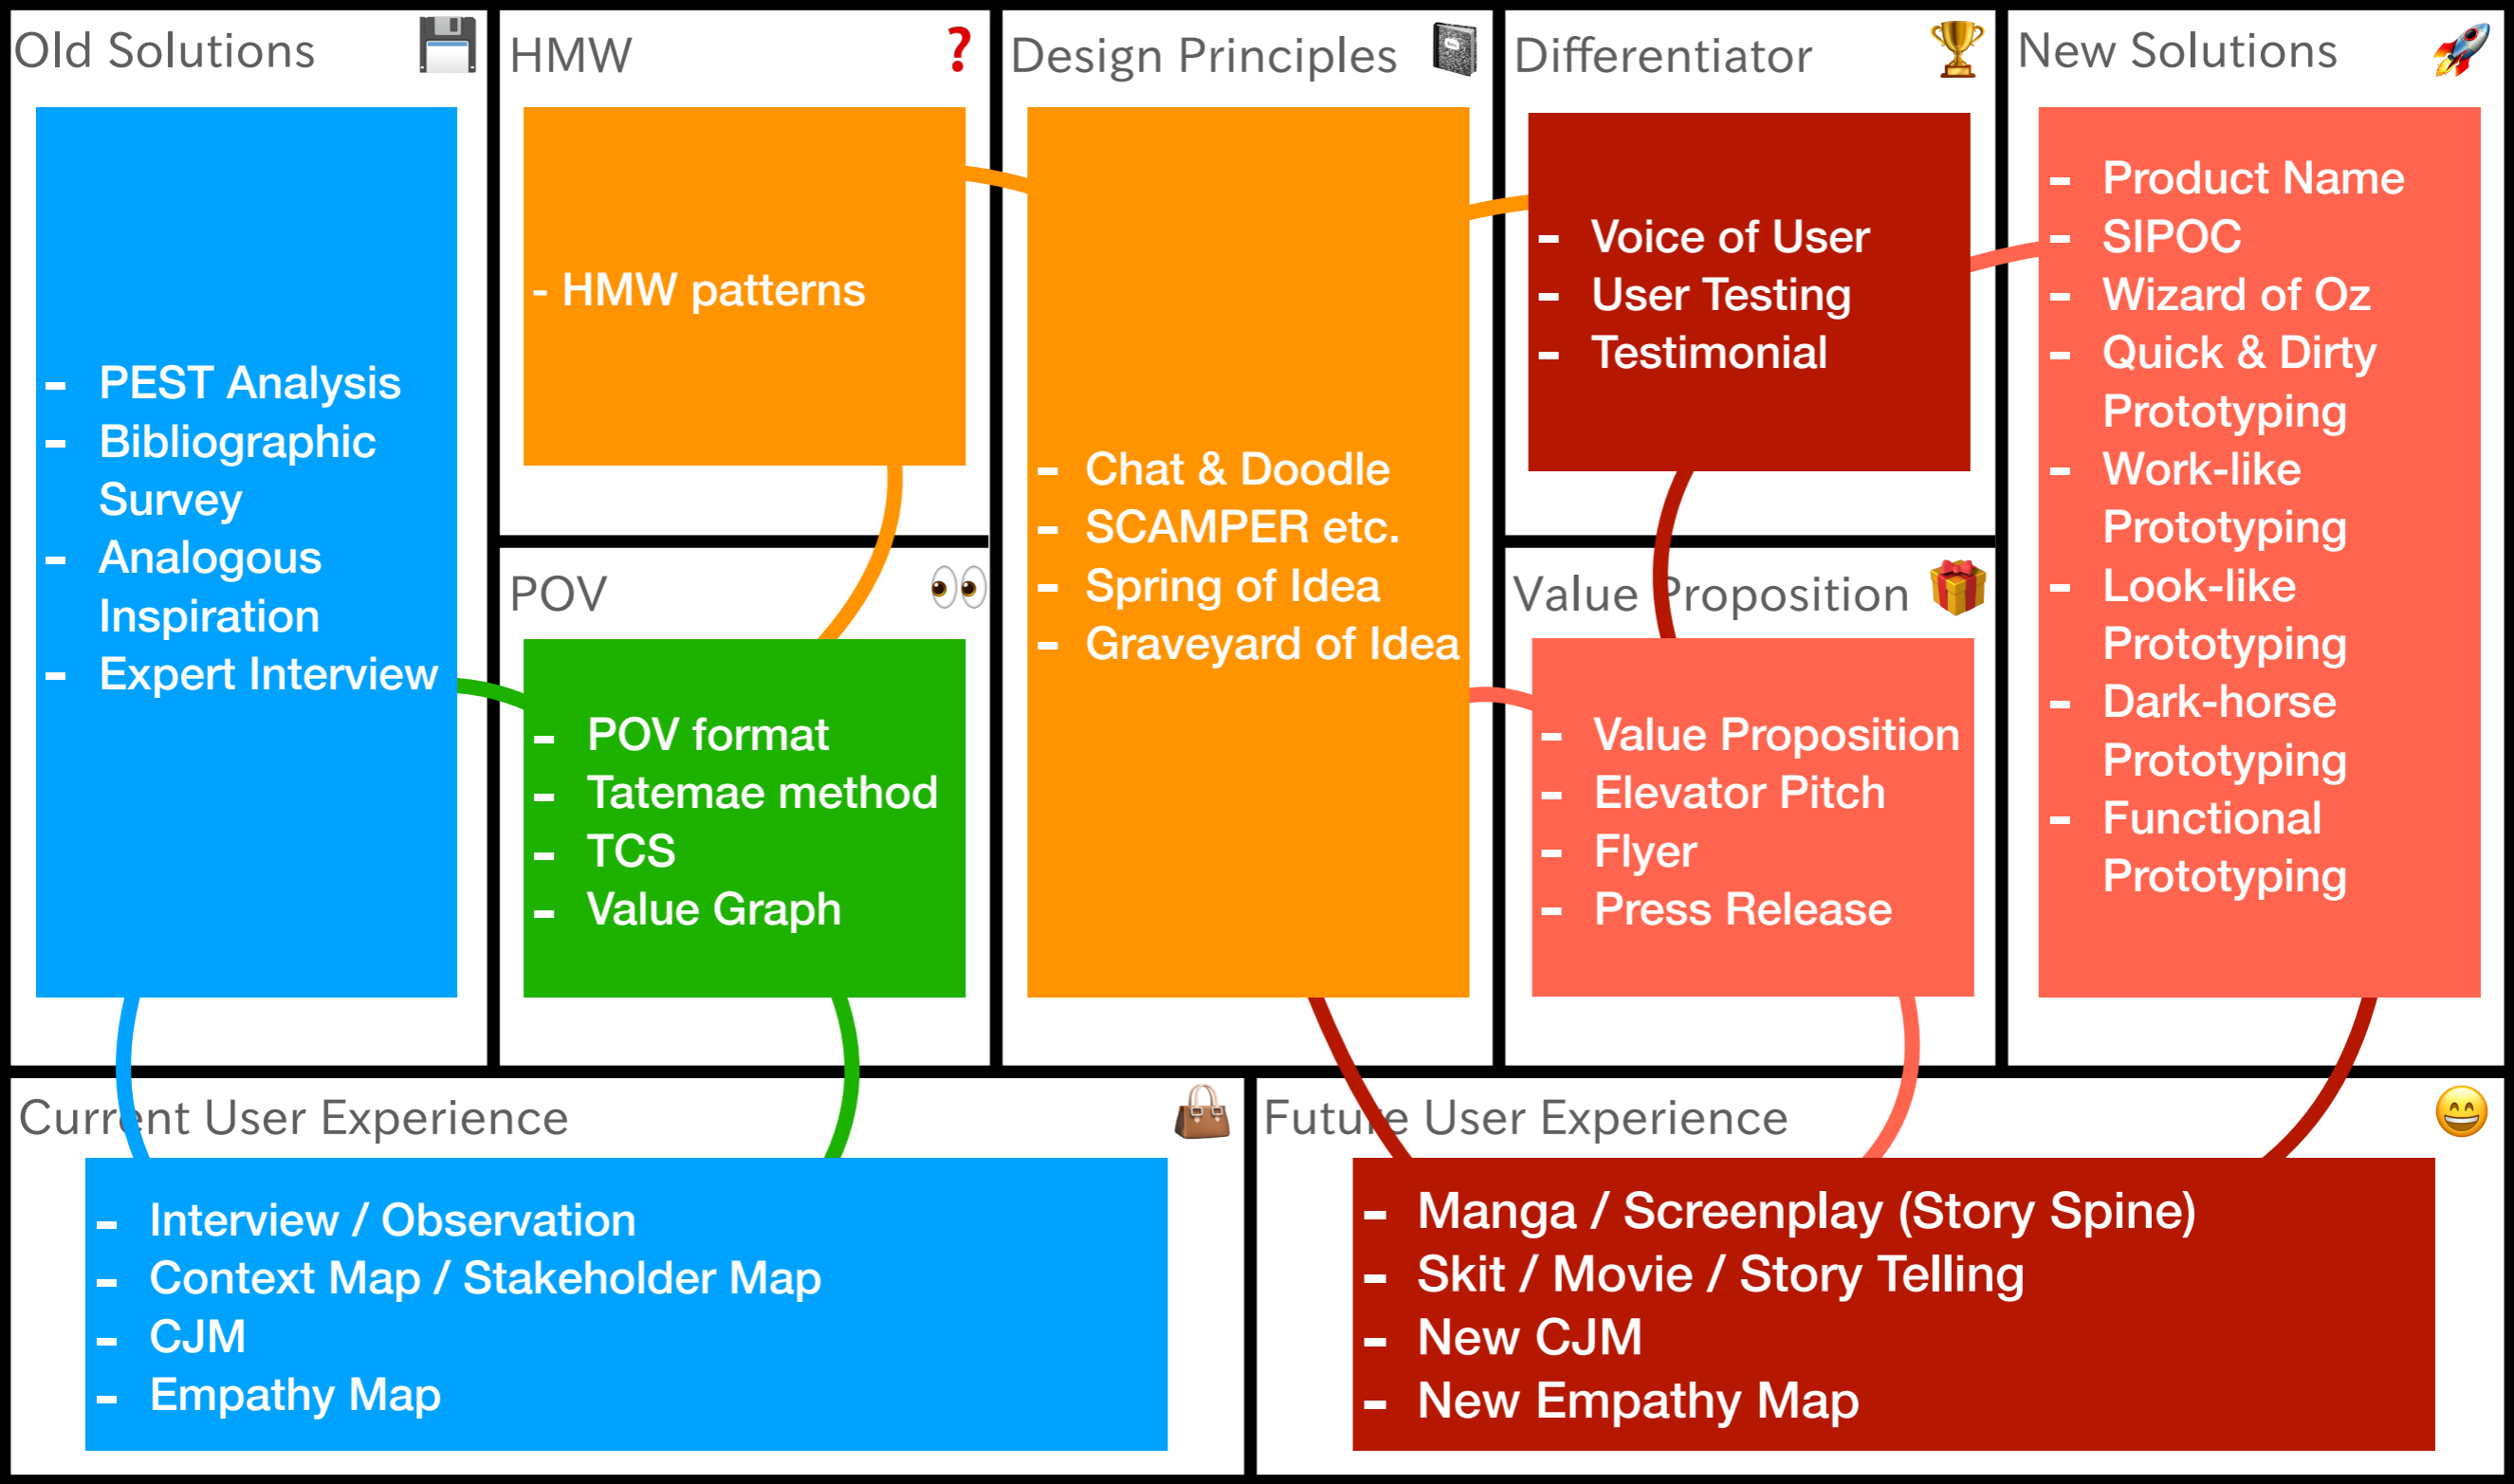 Old Solutions
- PEST Analysis
- Bibliographic
Survey
- Analogous
Inspiration
- Expert Interview
HMW
- HMW patterns
POV
- POV format
- Tatemae method
- TCS
- Value Graph
Design Principles
- Chat & Doodle
- SCAMPER etc.
- Spring of Idea
- Graveyard of Idea
Differentiator
- Voice of User
- User Testing
- Testimonial
Value Proposition
- Value Proposition
- Elevator Pitch
- Flyer
- Press Release
New Solutions
- Product Name
- SIPOC
- Wizard of Oz
- Quick & Dirty
Prototyping
- Work-like
Prototyping
- Look-like
Prototyping
- Dark-horse
Prototyping
- Functional
Prototyping
Current User Experience
- Interview / Observation
- Context Map / Stakeholder Map
- CJM
- Empathy Map
Future User Experience
- Manga / Screenplay (Story Spine)
- Skit / Movie / Story Telling
- New CJM
- New Empathy Map